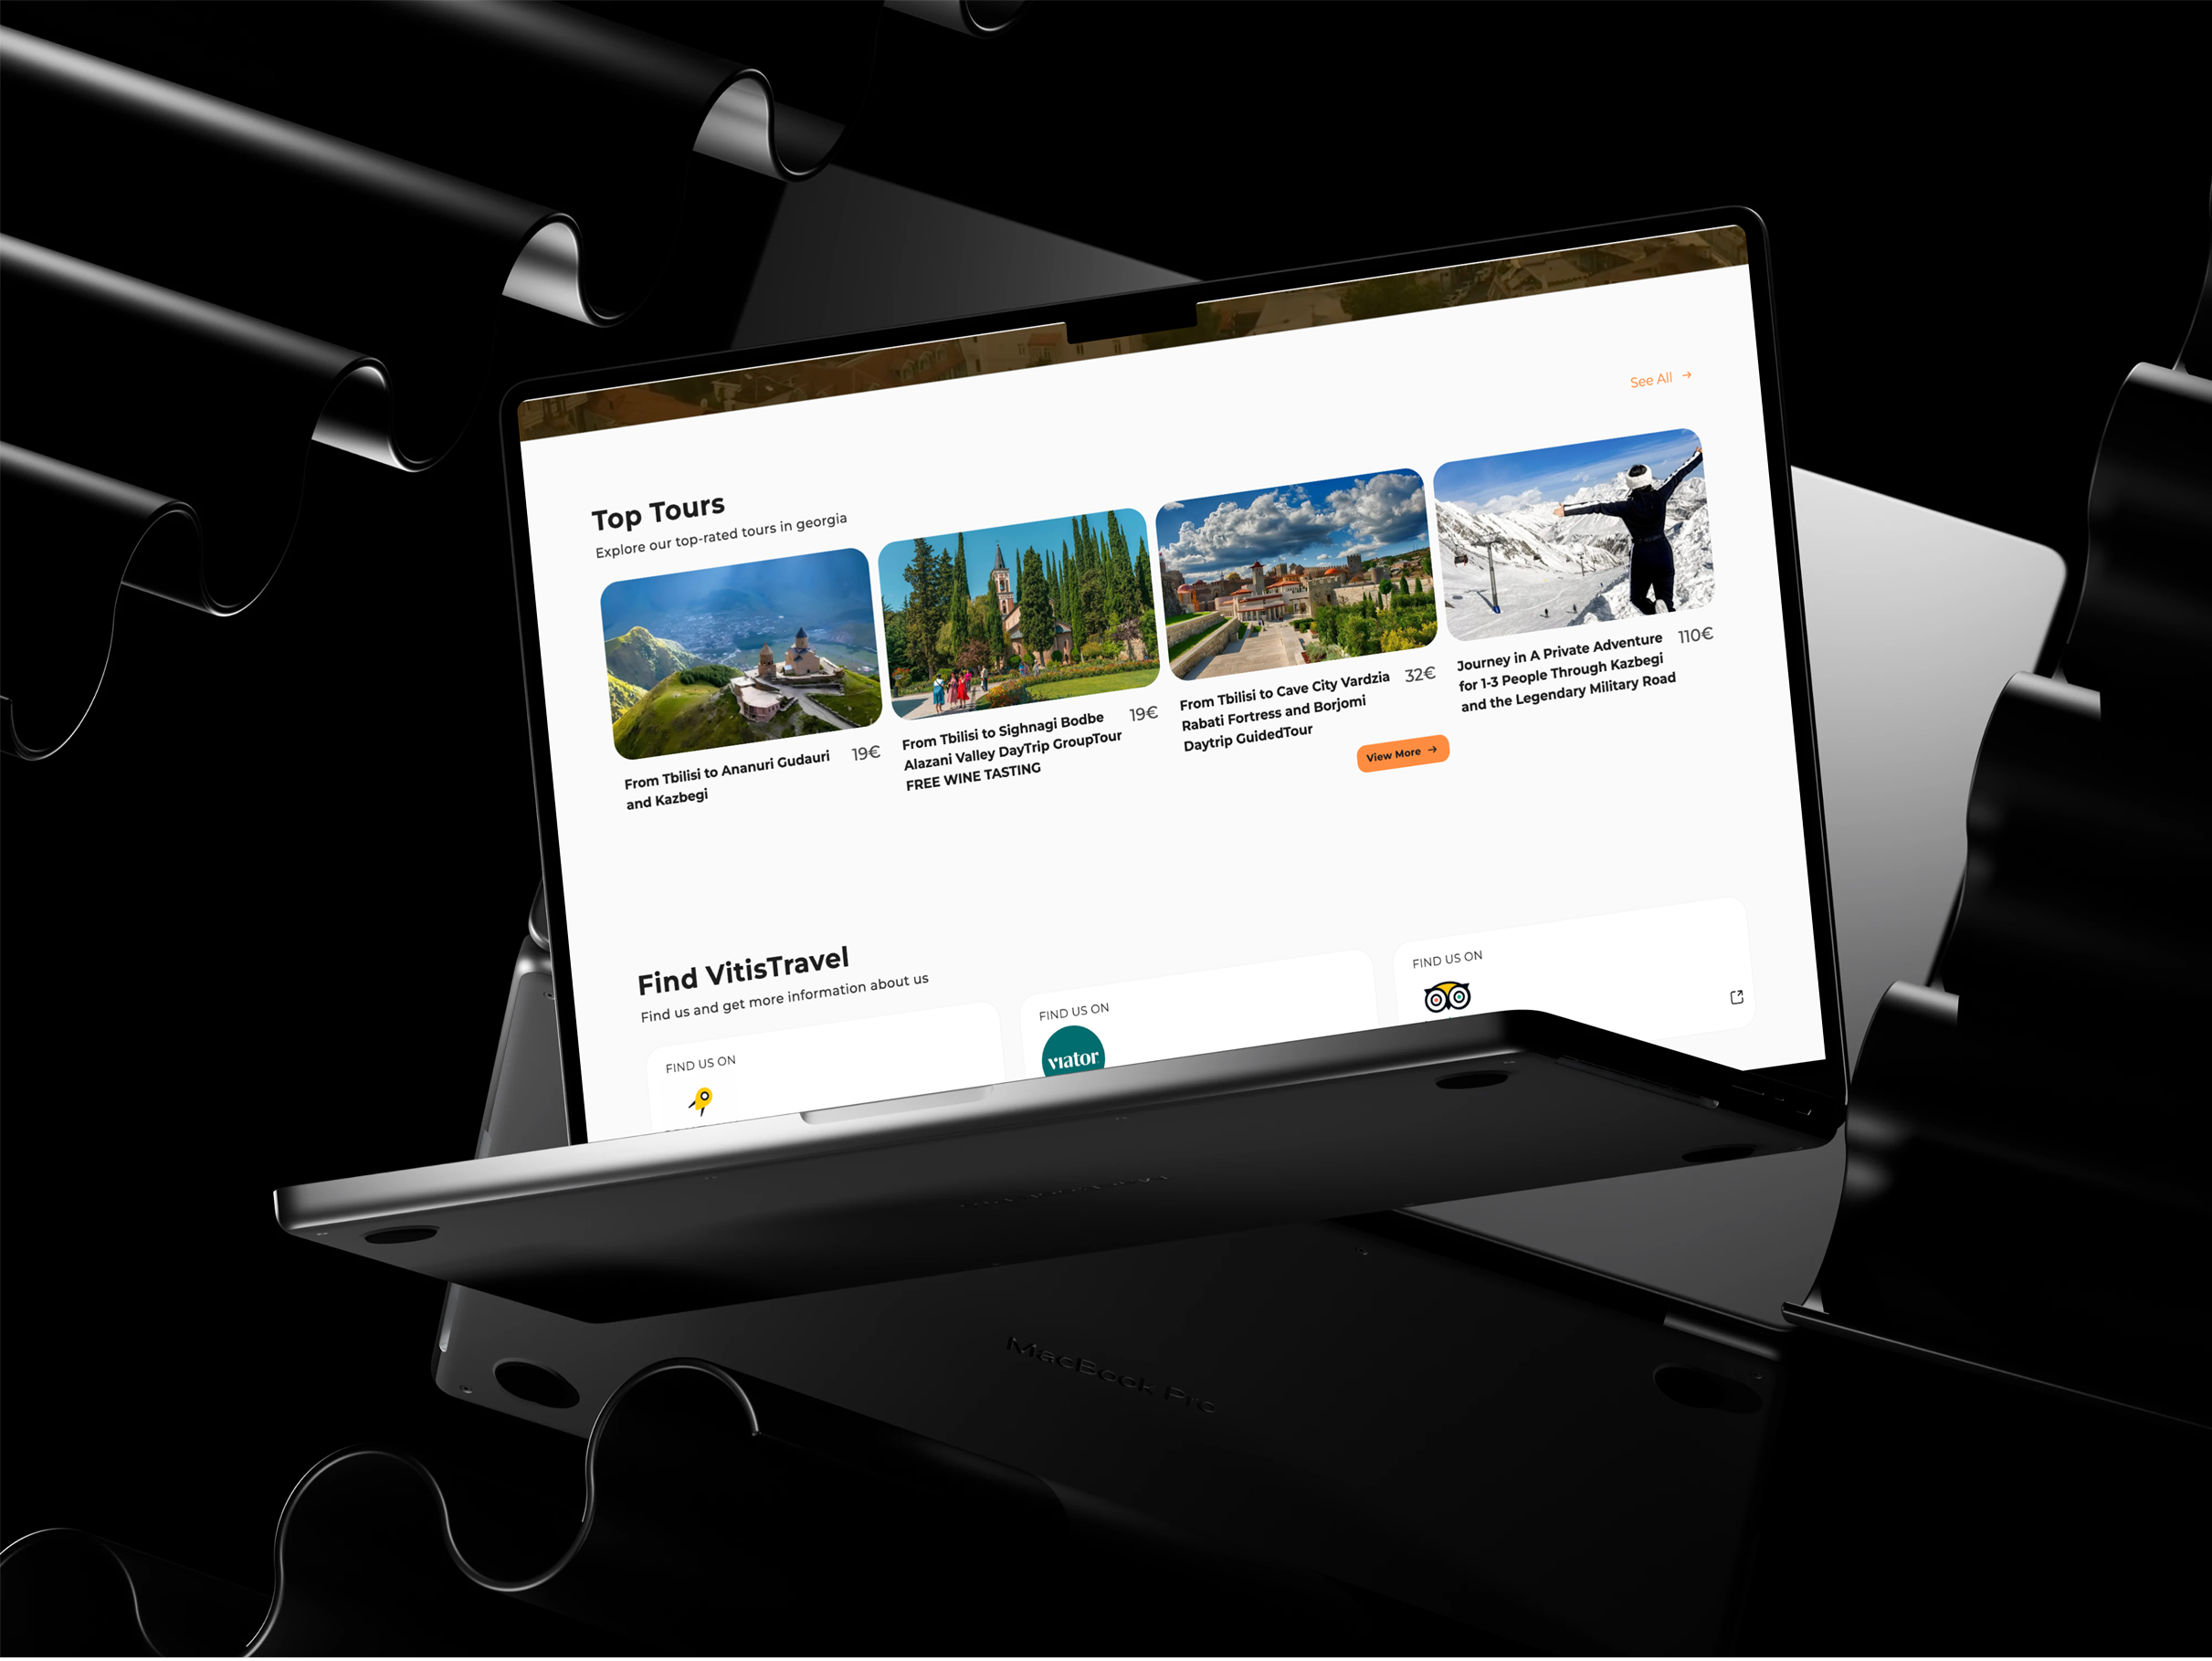 See All
Top Tours
Explore our top-rated tours in georgia
From Tbilisi to Ananuri Gudauri
and Kazbegi
19€
From Tbilisi to Sighnagi Bodbe
Alazani Valley DayTrip GroupTour
FREE WINE TASTING
19€
From Tbilisi to Cave City Vardzia
Rabati Fortress and Borjomi
Daytrip GuidedTour
32€
Journey in A Private Adventure
for 1-3 People Through Kazbegi
and the Legendary Military Road
110€
View More
Find VitisTravel
Find us and get more information about us
FIND US ON
FIND US ON
viator
FIND US ON
MacBook Pro